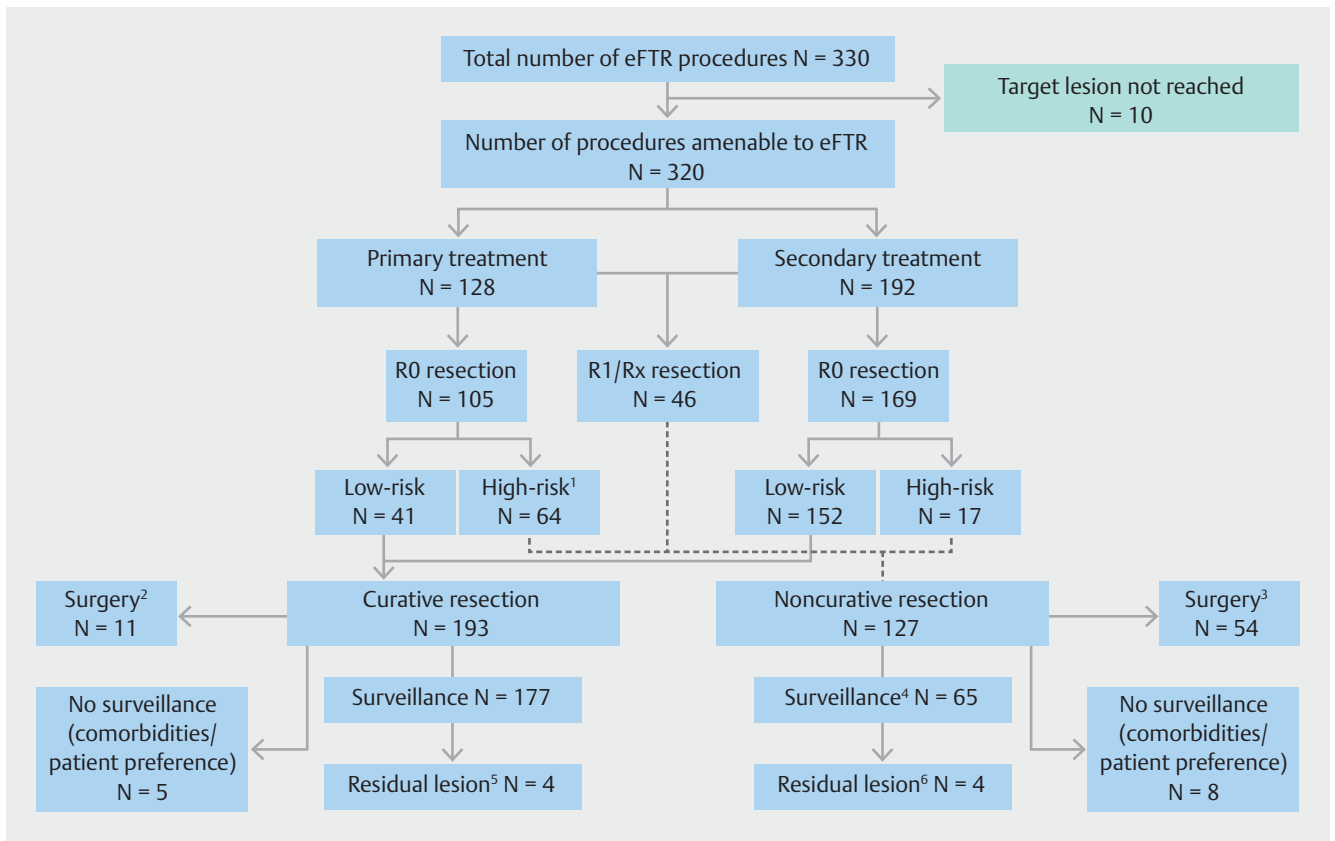 Total number of eFTR procedures N = 330
Target lesion not reached
N = 10
Number of procedures amenable to eFTR
N = 320
Primary treatment
N = 128
Secondary treatment
N = 192
R0 resection
N = 105
R1/Rx resection
N = 46
R0 resection
N = 169
Low-risk
N = 41
High-risk¹
N = 64
Low-risk
N = 152
High-risk
N = 17
Surgery²
N = 11
Curative resection
N = 193
Noncurative resection
N = 127
Surgery³
N = 54
No surveillance
(comorbidities/
patient preference)
N = 5
Surveillance N = 177
Surveillance⁴ N = 65
No surveillance
(comorbidities/
patient preference)
N = 8
Residual lesion⁵ N = 4
Residual lesion⁶ N = 4